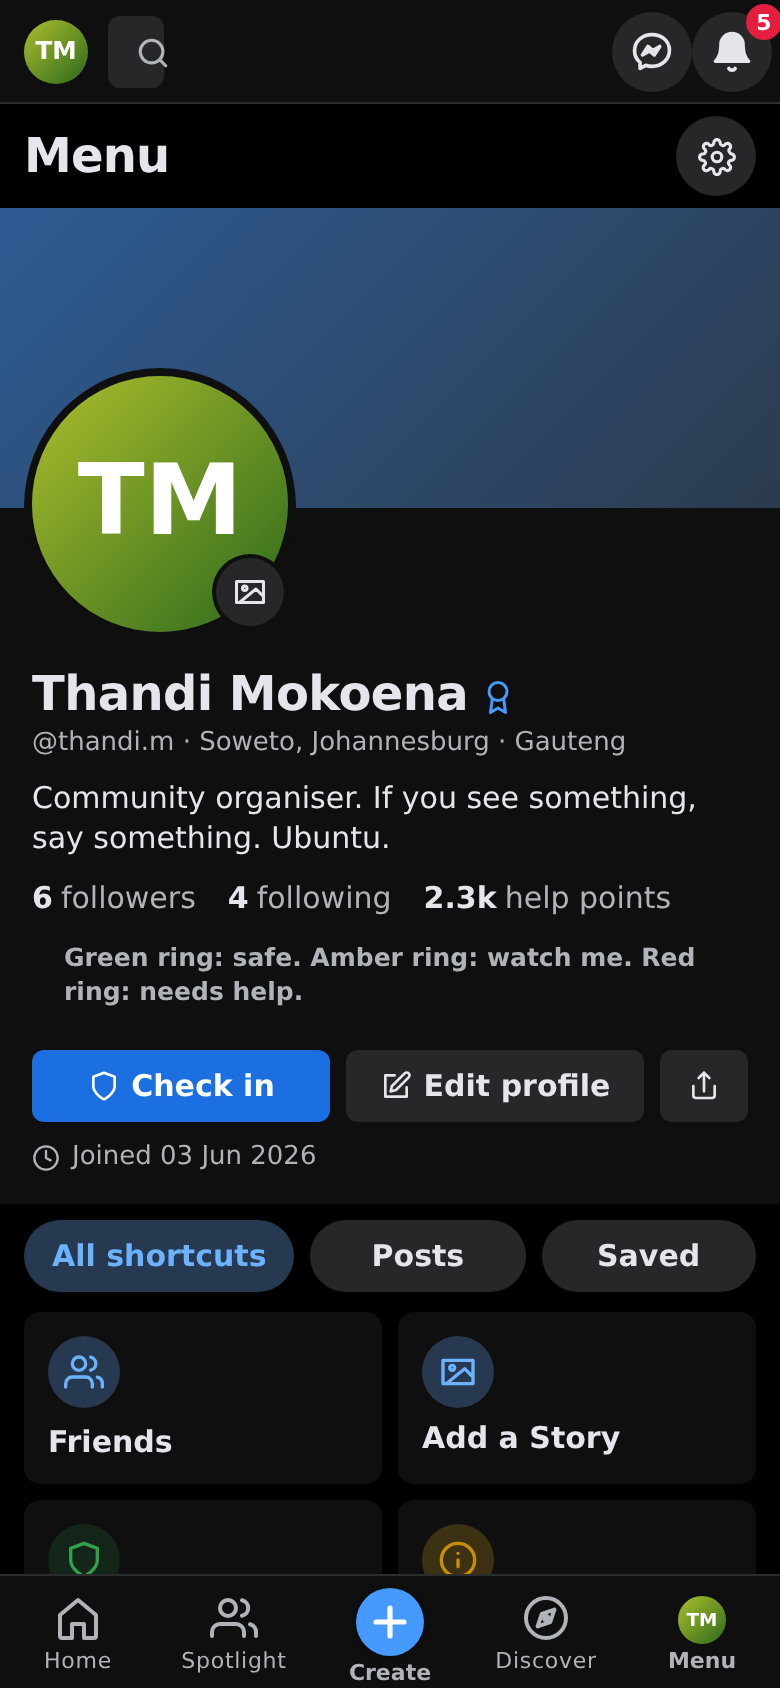 TM
5
Menu
TM
Thandi Mokoena
@thandi.m · Soweto, Johannesburg · Gauteng
Community organiser. If you see something,
say something. Ubuntu.
6 followers 4 following 2.3k help points
Green ring: safe. Amber ring: watch me. Red
ring: needs help.
Check in Edit profile
Joined 03 Jun 2026
All shortcuts Posts Saved
Friends Add a Story
TM
Home Spotlight Create Discover Menu